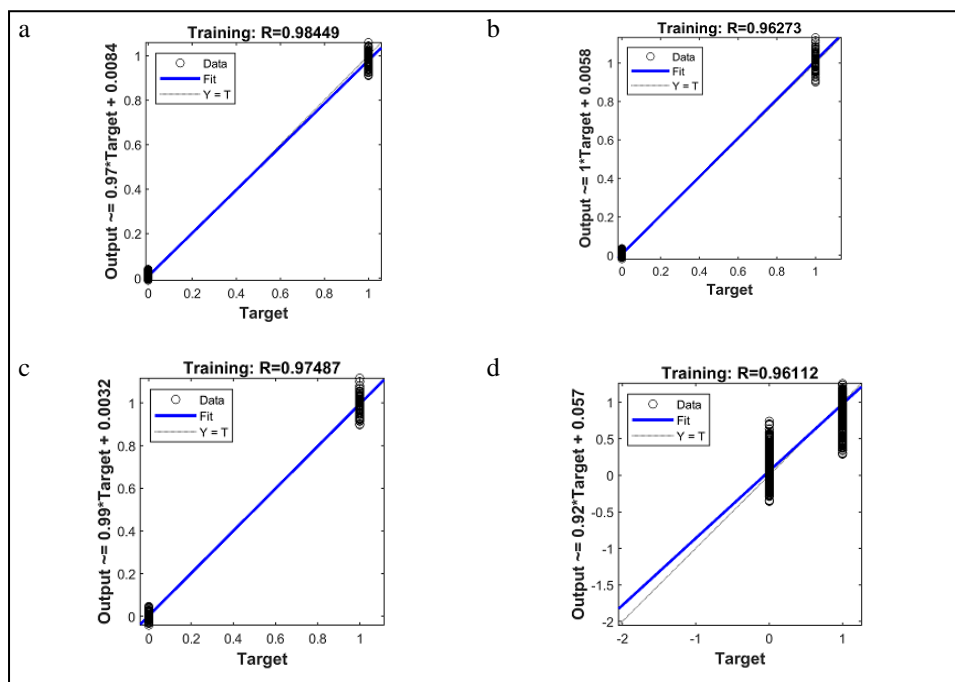 a
Training: R=0.98449
Output ~= 0.97*Target + 0.0084
Data
Fit
Y = T
1
0.8
0.6
0.4
0.2
0
0 0.2 0.4 0.6 0.8 1
Target
b
Training: R=0.96273
Output ~= 1*Target + 0.0058
Data
Fit
Y = T
1
0.8
0.6
0.4
0.2
0
0 0.2 0.4 0.6 0.8 1
Target
c
Training: R=0.97487
Output ~= 0.99*Target + 0.0032
Data
Fit
Y = T
1
0.8
0.6
0.4
0.2
0
0 0.2 0.4 0.6 0.8 1
Target
d
Training: R=0.96112
Output ~= 0.92*Target + 0.057
Data
Fit
Y = T
1
0.5
0
-0.5
-1
-1.5
-2
-2 -1 0 1
Target